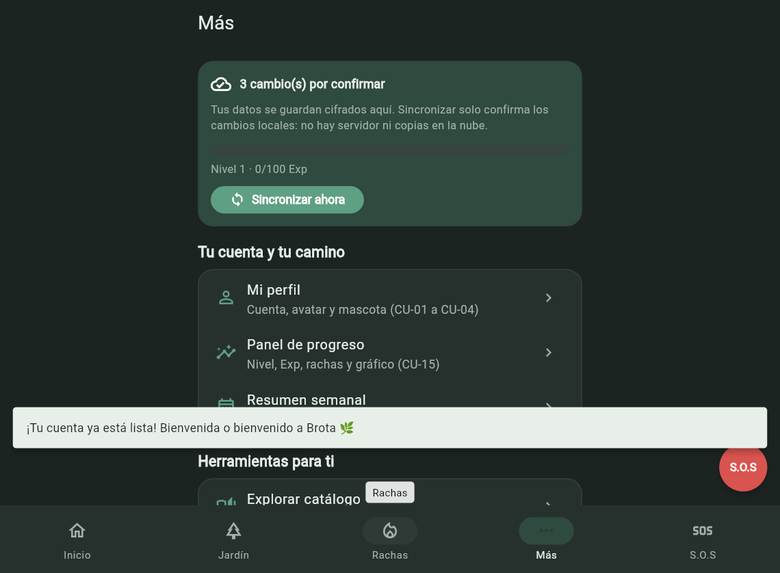 Más
3 cambio(s) por confirmar
Tus datos se guardan cifrados aquí. Sincronizar solo confirma los
cambios locales: no hay servidor ni copias en la nube.
Nivel 1 · 0/100 Exp
Sincronizar ahora
Tu cuenta y tu camino
Mi perfil
Cuenta, avatar y mascota (CU-01 a CU-04)
Panel de progreso
Nivel, Exp, rachas y gráfico (CU-15)
Resumen semanal
¡Tu cuenta ya está lista! Bienvenida o bienvenido a Brota 🌿
S.O.S
Herramientas para ti
Rachas
Explorar catálogo
SOS
Inicio
Jardín
Rachas
Más
S.O.S